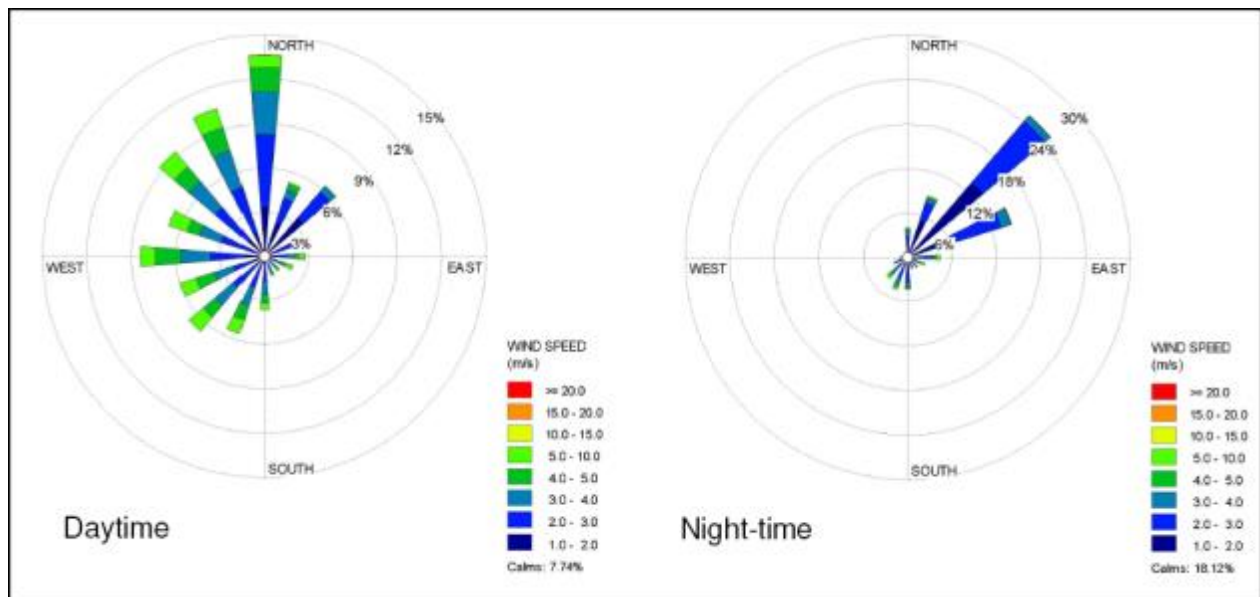 NORTH
15%
12%
9%
6%
3%
WEST
EAST
SOUTH
WIND SPEED
(m/s)
>= 20.0
15.0 - 20.0
10.0 - 15.0
5.0 - 10.0
4.0 - 5.0
3.0 - 4.0
2.0 - 3.0
1.0 - 2.0
Calms: 7.74%
Daytime
NORTH
30%
24%
18%
12%
6%
WEST
EAST
SOUTH
WIND SPEED
(m/s)
>= 20.0
15.0 - 20.0
10.0 - 15.0
5.0 - 10.0
4.0 - 5.0
3.0 - 4.0
2.0 - 3.0
1.0 - 2.0
Calms: 18.12%
Night-time